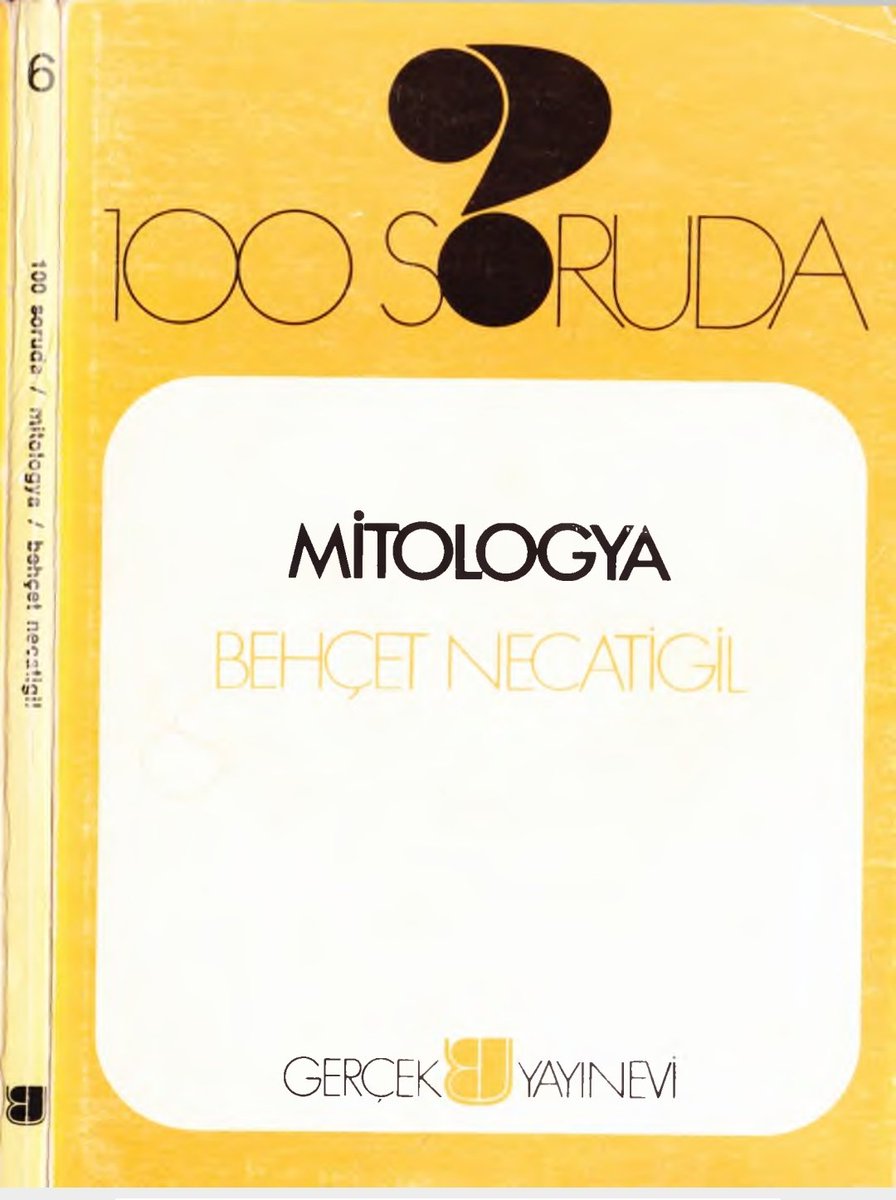 6
100 soruda / mitologya / behçet necatigil
100 SORUDA
MİTOLOGYA
BEHÇET NECATİGİL
GERÇEK YAYINEVİ